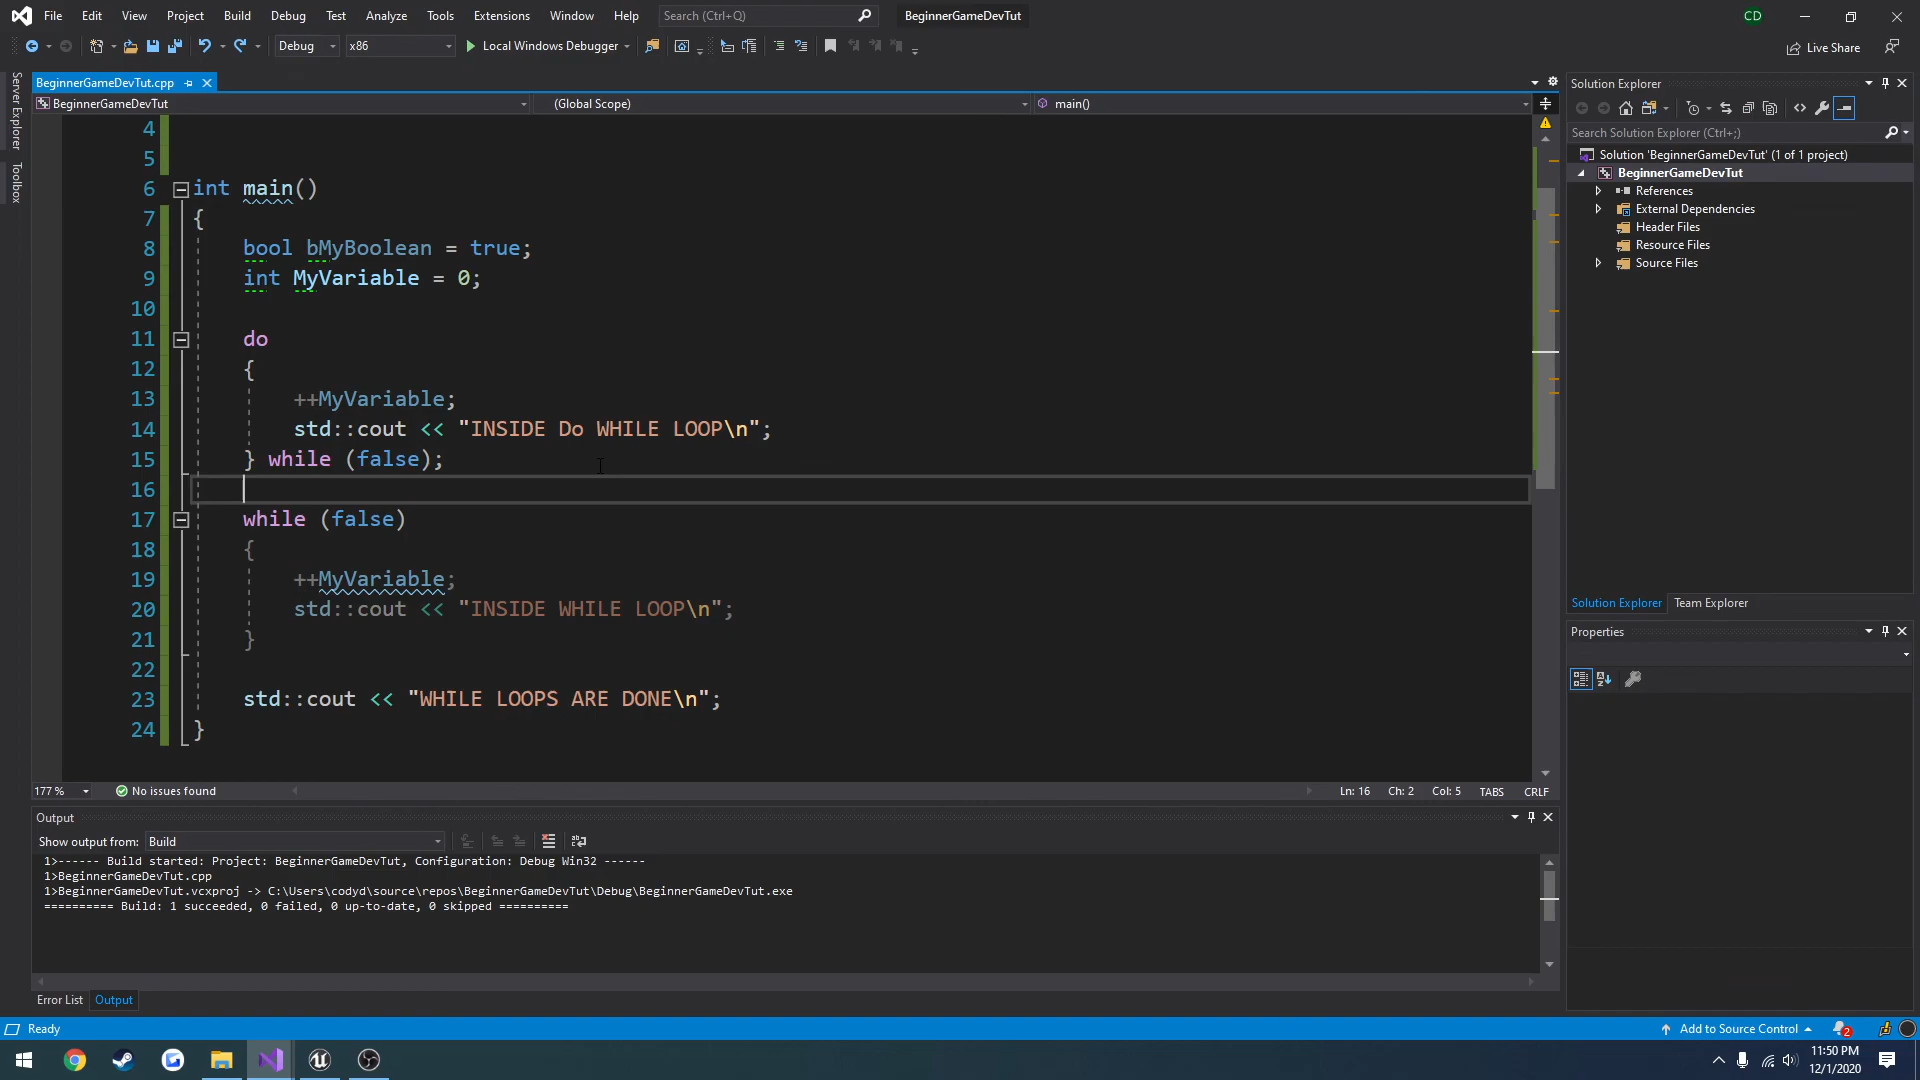 File Edit View Project Build Debug Test Analyze Tools Extensions Window Help Search (Ctrl+Q) BeginnerGameDevTut CD
Debug x86 Local Windows Debugger Live Share
Server Explorer
Toolbox
BeginnerGameDevTut.cpp
BeginnerGameDevTut (Global Scope) main()
4
5
6 int main()
7 {
8 bool bMyBoolean = true;
9 int MyVariable = 0;
10
11 do
12 {
13 ++MyVariable;
14 std::cout << "INSIDE Do WHILE LOOP\n";
15 } while (false);
16
17 while (false)
18 {
19 ++MyVariable;
20 std::cout << "INSIDE WHILE LOOP\n";
21 }
22
23 std::cout << "WHILE LOOPS ARE DONE\n";
24 }
177 % No issues found Ln: 16 Ch: 2 Col: 5 TABS CRLF
Output
Show output from: Build
1>------ Build started: Project: BeginnerGameDevTut, Configuration: Debug Win32 ------
1>BeginnerGameDevTut.cpp
1>BeginnerGameDevTut.vcxproj -> C:\Users\codyd\source\repos\BeginnerGameDevTut\Debug\BeginnerGameDevTut.exe
========== Build: 1 succeeded, 0 failed, 0 up-to-date, 0 skipped ==========
Error List Output
Solution Explorer
Search Solution Explorer (Ctrl+;)
Solution 'BeginnerGameDevTut' (1 of 1 project)
BeginnerGameDevTut
References
External Dependencies
Header Files
Resource Files
Source Files
Solution Explorer Team Explorer
Properties
Ready Add to Source Control 2
11:50 PM
12/1/2020